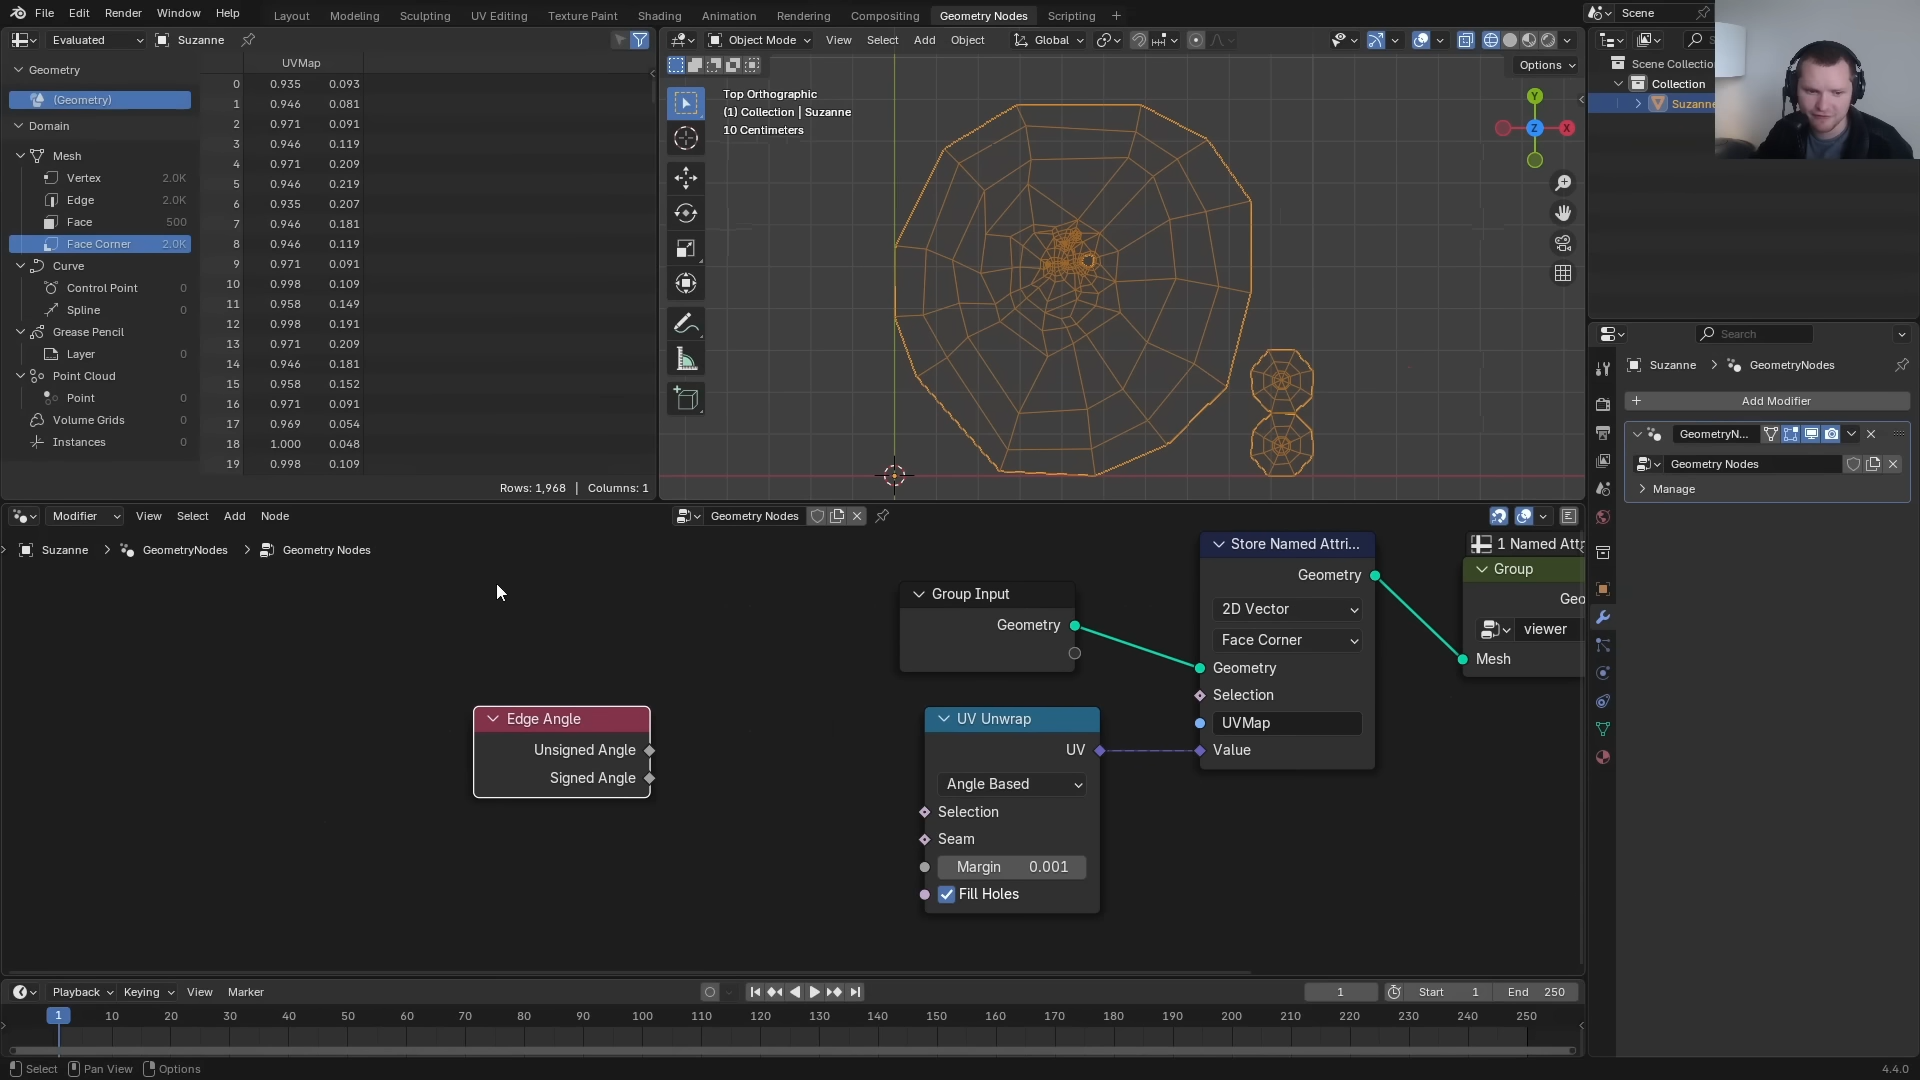 File Edit Render Window Help Layout Modeling Sculpting UV Editing Texture Paint Shading Animation Rendering Compositing Geometry Nodes Scripting Scene
Evaluated Suzanne
UVMap
Geometry
(Geometry)
Domain
Mesh
Vertex 2.0K
Edge 2.0K
Face 500
Face Corner 2.0K
Curve
Control Point 0
Spline 0
Grease Pencil
Layer 0
Point Cloud
Point 0
Volume Grids 0
Instances 0
0 0.935 0.093
1 0.946 0.081
2 0.971 0.091
3 0.946 0.119
4 0.971 0.209
5 0.946 0.219
6 0.935 0.207
7 0.946 0.181
8 0.946 0.119
9 0.971 0.091
10 0.998 0.109
11 0.958 0.149
12 0.998 0.191
13 0.971 0.209
14 0.946 0.181
15 0.958 0.152
16 0.971 0.091
17 0.969 0.054
18 1.000 0.048
19 0.998 0.109
Rows: 1,968 | Columns: 1
Object Mode View Select Add Object Global
Options
Top Orthographic
(1) Collection | Suzanne
10 Centimeters
Y
Z
X
Scene Collectio
Collection
Suzanne
Search
Suzanne GeometryNodes
Add Modifier
GeometryN...
Geometry Nodes
Manage
Modifier View Select Add Node Geometry Nodes
Suzanne GeometryNodes Geometry Nodes
Edge Angle
Unsigned Angle
Signed Angle
Group Input
Geometry
UV Unwrap
UV
Angle Based
Selection
Seam
Margin 0.001
Fill Holes
Store Named Attri...
Geometry
2D Vector
Face Corner
Geometry
Selection
UVMap
Value
1 Named Attr
Group
Geo
viewer
Mesh
Playback Keying View Marker 1 Start 1 End 250
1 10 20 30 40 50 60 70 80 90 100 110 120 130 140 150 160 170 180 190 200 210 220 230 240 250
Select Pan View Options 4.4.0